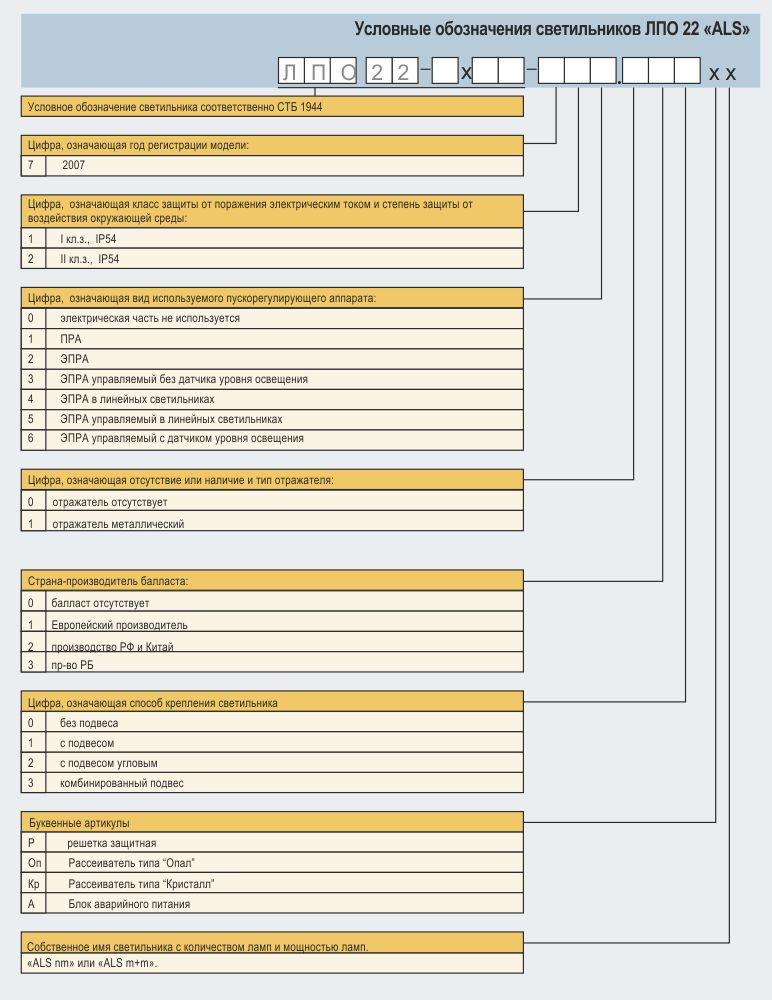 Условные обозначения светильников ЛПО 22 «ALS»
ЛПО 22 – х – . х х
Условное обозначение светильника соответственно СТБ 1944
Цифра, означающая год регистрации модели:
7 2007
Цифра, означающая класс защиты от поражения электрическим током и степень защиты от
воздействия окружающей среды:
1 I кл.з., IP54
2 II кл.з., IP54
Цифра, означающая вид используемого пускорегулирующего аппарата:
0 электрическая часть не используется
1 ПРА
2 ЭПРА
3 ЭПРА управляемый без датчика уровня освещения
4 ЭПРА в линейных светильниках
5 ЭПРА управляемый в линейных светильниках
6 ЭПРА управляемый с датчиком уровня освещения
Цифра, означающая отсутствие или наличие и тип отражателя:
0 отражатель отсутствует
1 отражатель металлический
Страна-производитель балласта:
0 балласт отсутствует
1 Европейский производитель
2 производство РФ и Китай
3 пр-во РБ
Цифра, означающая способ крепления светильника
0 без подвеса
1 с подвесом
2 с подвесом угловым
3 комбинированный подвес
Буквенные артикулы
Р решетка защитная
Оп Рассеиватель типа “Опал”
Кр Рассеиватель типа “Кристалл”
А Блок аварийного питания
Собственное имя светильника с количеством ламп и мощностью ламп.
«ALS nm» или «ALS m+m».